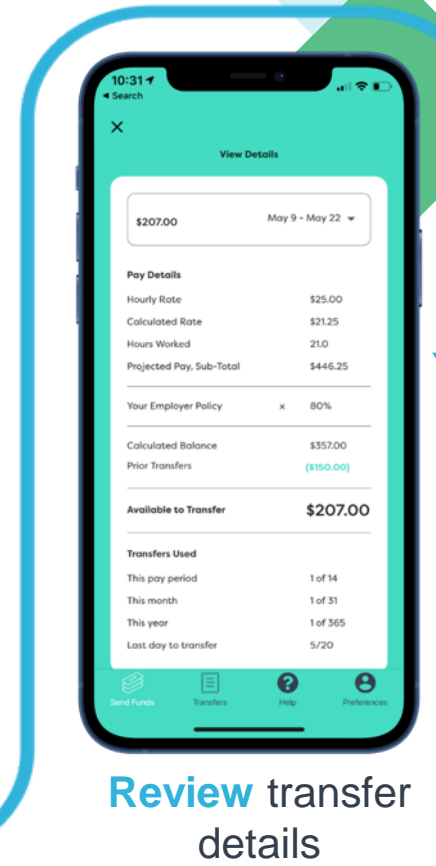 10:31
◂ Search
View Details
$207.00 May 9 - May 22
Pay Details
Hourly Rate $25.00
Calculated Rate $21.25
Hours Worked 21.0
Projected Pay, Sub-Total $446.25
Your Employer Policy x 80%
Calculated Balance $357.00
Prior Transfers ($150.00)
Available to Transfer $207.00
Transfers Used
This pay period 1 of 14
This month 1 of 31
This year 1 of 365
Last day to transfer 5/20
Send Funds Transfers Help Preferences
Review transfer
details